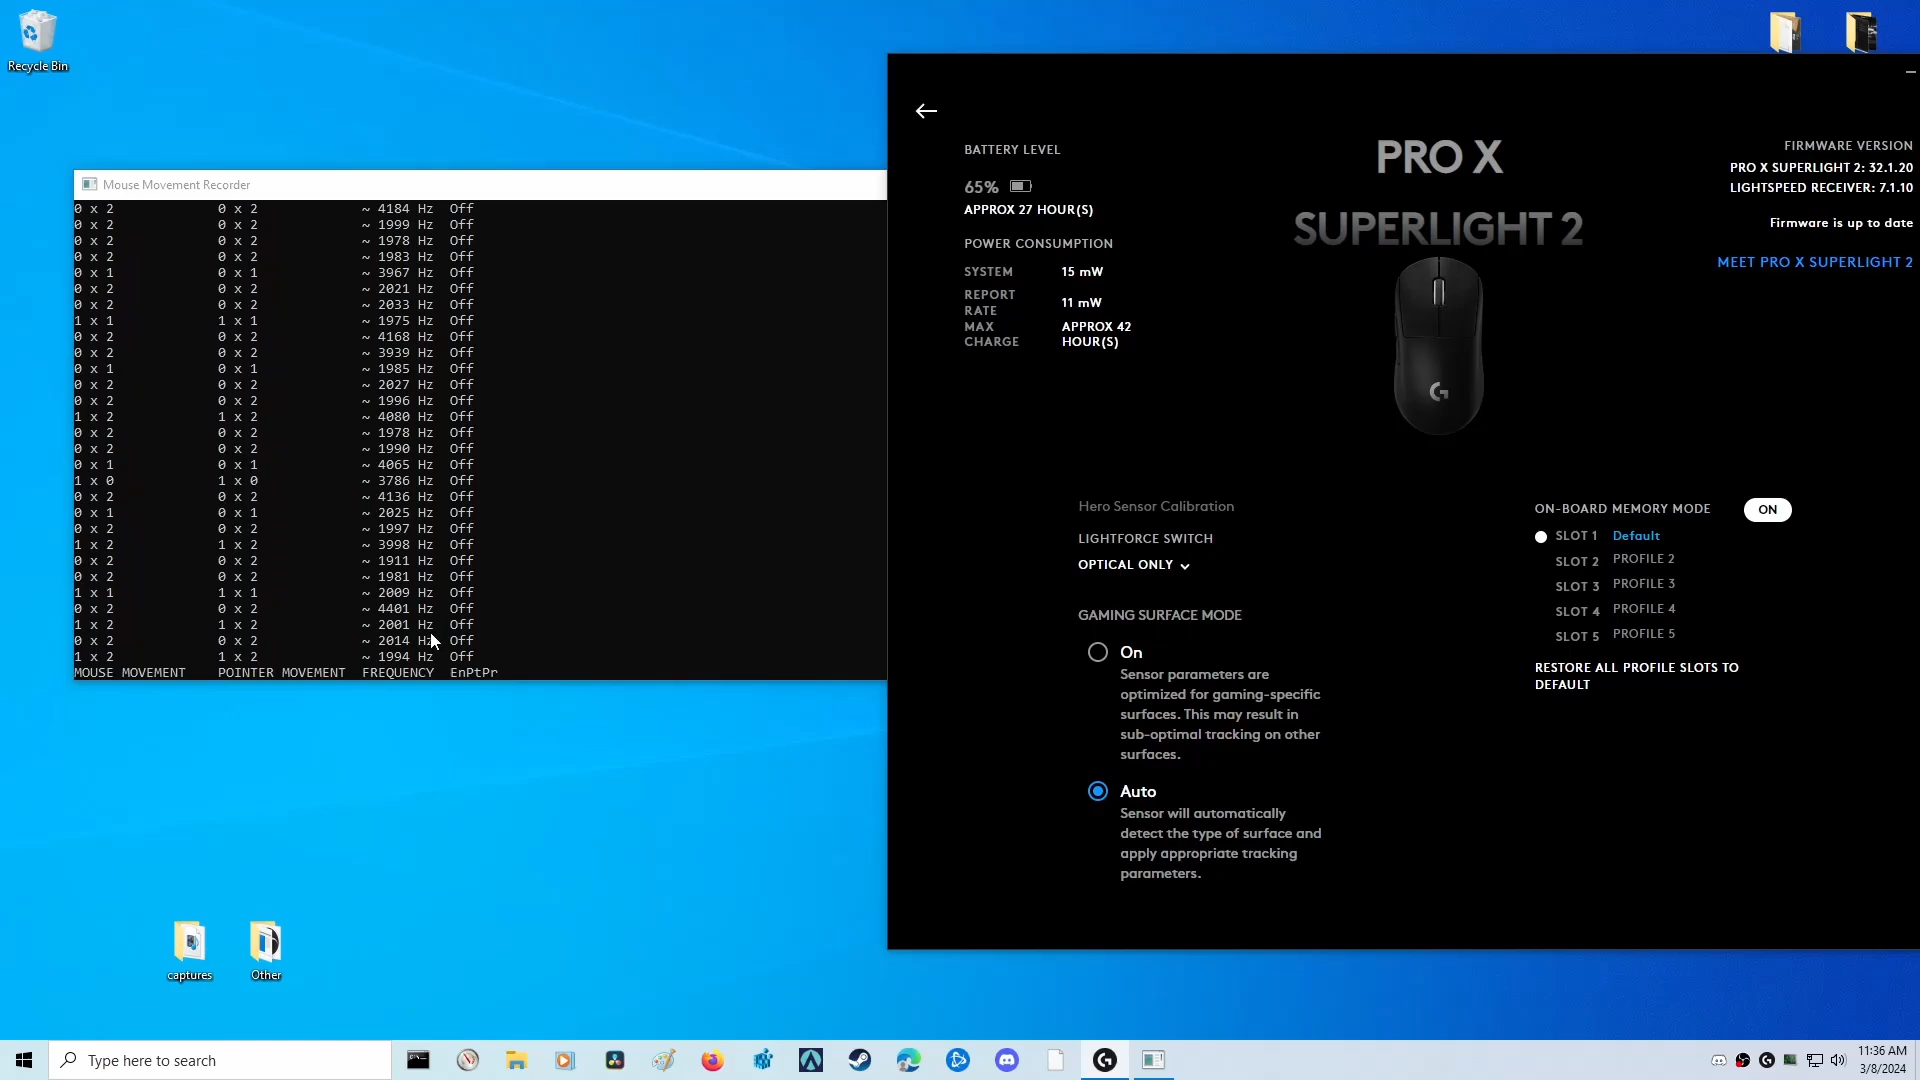 Recycle Bin
Mouse Movement Recorder
0 x 2 0 x 2 ~ 4184 Hz Off
0 x 2 0 x 2 ~ 1999 Hz Off
0 x 2 0 x 2 ~ 1978 Hz Off
0 x 2 0 x 2 ~ 1983 Hz Off
0 x 1 0 x 1 ~ 3967 Hz Off
0 x 2 0 x 2 ~ 2021 Hz Off
0 x 2 0 x 2 ~ 2033 Hz Off
1 x 1 1 x 1 ~ 1975 Hz Off
0 x 2 0 x 2 ~ 4168 Hz Off
0 x 2 0 x 2 ~ 3939 Hz Off
0 x 1 0 x 1 ~ 1985 Hz Off
0 x 2 0 x 2 ~ 2027 Hz Off
0 x 2 0 x 2 ~ 1996 Hz Off
1 x 2 1 x 2 ~ 4080 Hz Off
0 x 2 0 x 2 ~ 1978 Hz Off
0 x 2 0 x 2 ~ 1990 Hz Off
0 x 1 0 x 1 ~ 4065 Hz Off
1 x 0 1 x 0 ~ 3786 Hz Off
0 x 2 0 x 2 ~ 4136 Hz Off
0 x 1 0 x 1 ~ 2025 Hz Off
0 x 2 0 x 2 ~ 1997 Hz Off
1 x 2 1 x 2 ~ 3998 Hz Off
0 x 2 0 x 2 ~ 1911 Hz Off
0 x 2 0 x 2 ~ 1981 Hz Off
1 x 1 1 x 1 ~ 2009 Hz Off
0 x 2 0 x 2 ~ 4401 Hz Off
1 x 2 1 x 2 ~ 2001 Hz Off
0 x 2 0 x 2 ~ 2014 Hz Off
1 x 2 1 x 2 ~ 1994 Hz Off
MOUSE MOVEMENT POINTER MOVEMENT FREQUENCY EnPtPr
BATTERY LEVEL
65%
APPROX 27 HOUR(S)
POWER CONSUMPTION
SYSTEM 15 mW
REPORT RATE 11 mW
MAX CHARGE APPROX 42 HOUR(S)
PRO X
SUPERLIGHT 2
FIRMWARE VERSION
PRO X SUPERLIGHT 2: 32.1.20
LIGHTSPEED RECEIVER: 7.1.10
Firmware is up to date
MEET PRO X SUPERLIGHT 2
Hero Sensor Calibration
LIGHTFORCE SWITCH
OPTICAL ONLY
GAMING SURFACE MODE
On
Sensor parameters are
optimized for gaming-specific
surfaces. This may result in
sub-optimal tracking on other
surfaces.
Auto
Sensor will automatically
detect the type of surface and
apply appropriate tracking
parameters.
ON-BOARD MEMORY MODE ON
SLOT 1 Default
SLOT 2 PROFILE 2
SLOT 3 PROFILE 3
SLOT 4 PROFILE 4
SLOT 5 PROFILE 5
RESTORE ALL PROFILE SLOTS TO
DEFAULT
captures
Other
Type here to search
11:36 AM
3/8/2024